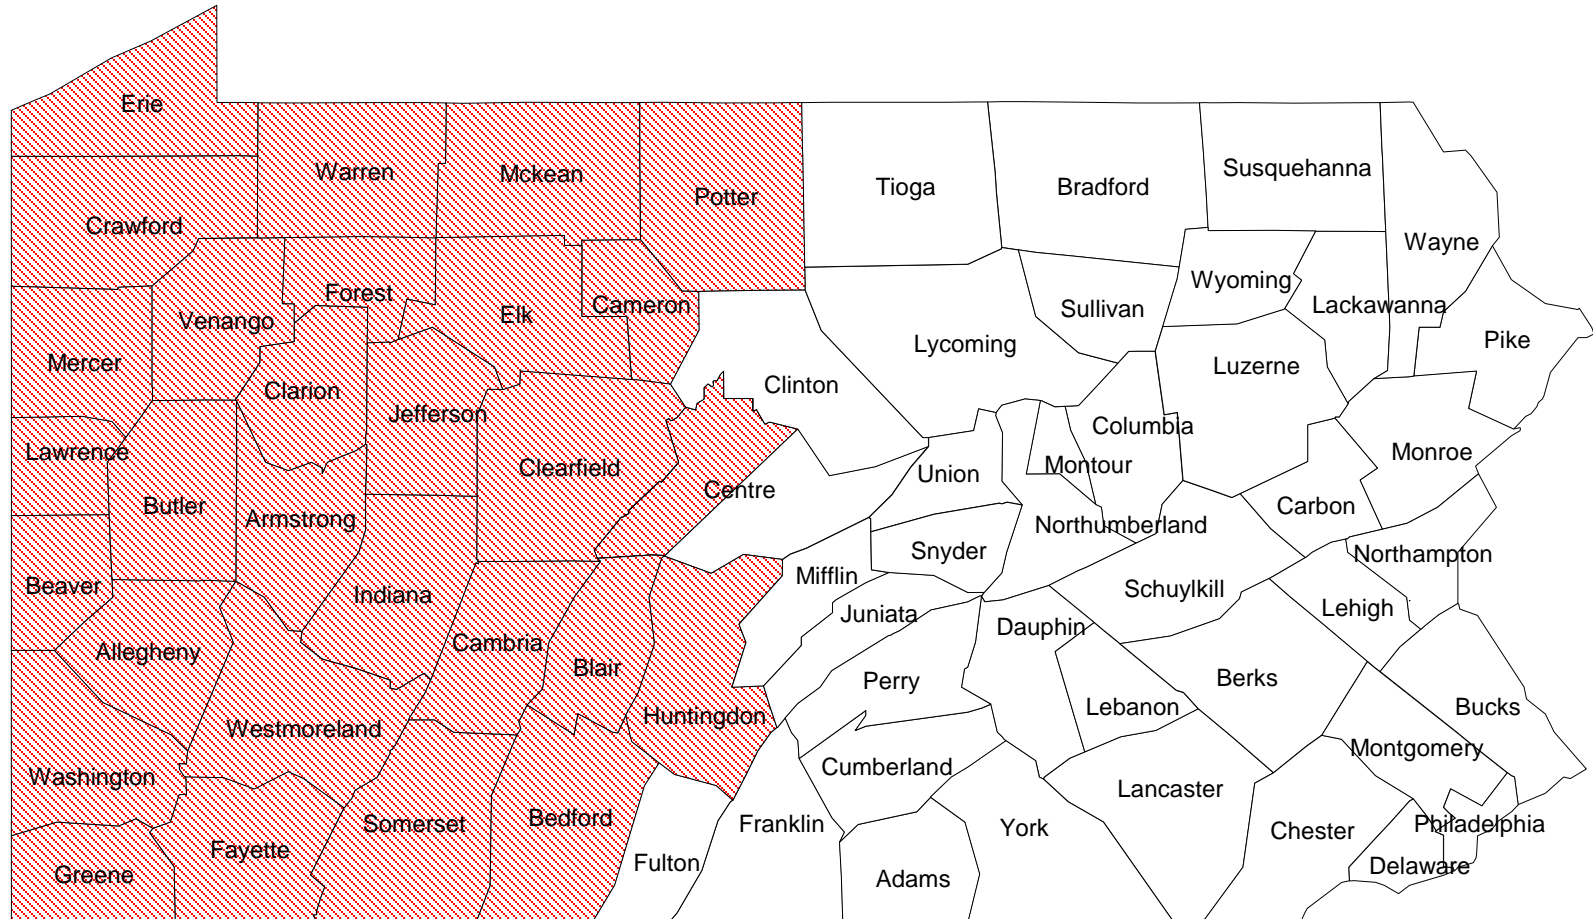 Erie
Warren
Mckean
Potter
Tioga
Bradford
Susquehanna
Crawford
Wayne
Wyoming
Forest
Cameron
Lackawanna
Sullivan
Elk
Venango
Pike
Lycoming
Mercer
Luzerne
Clinton
Clarion
Jefferson
Columbia
Lawrence
Monroe
Montour
Clearfield
Union
Centre
Butler
Carbon
Armstrong
Northumberland
Snyder
Northampton
Mifflin
Beaver
Schuylkill
Indiana
Lehigh
Juniata
Dauphin
Cambria
Allegheny
Blair
Berks
Perry
Lebanon
Bucks
Huntingdon
Westmoreland
Montgomery
Cumberland
Washington
Lancaster
Bedford
Somerset
Franklin
Philadelphia
York
Chester
Fayette
Fulton
Delaware
Greene
Adams